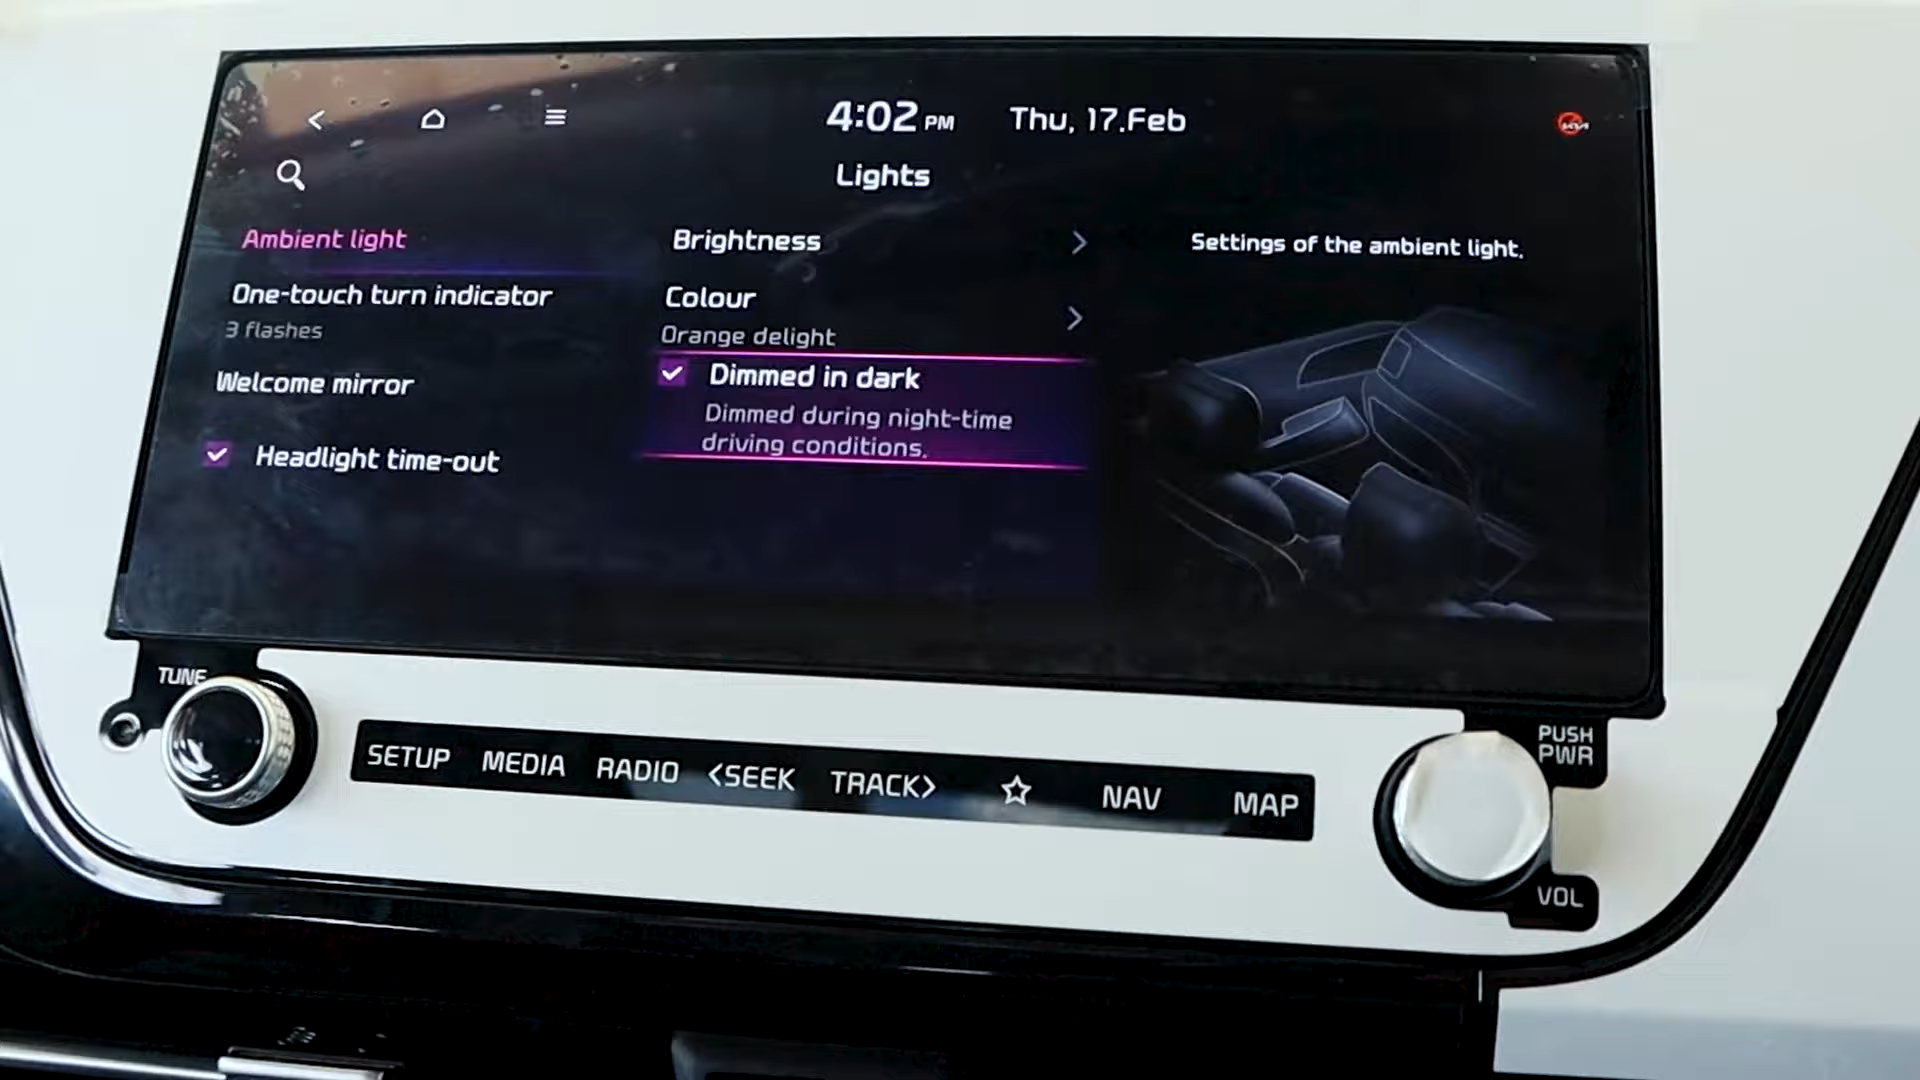 4:02 PM Thu, 17.Feb
KIA
Lights
Ambient light
One-touch turn indicator
3 flashes
Welcome mirror
Headlight time-out
Brightness
Colour
Orange delight
Dimmed in dark
Dimmed during night-time
driving conditions.
Settings of the ambient light.
TUNE
SETUP MEDIA RADIO <SEEK TRACK> NAV MAP
PUSH
PWR
VOL